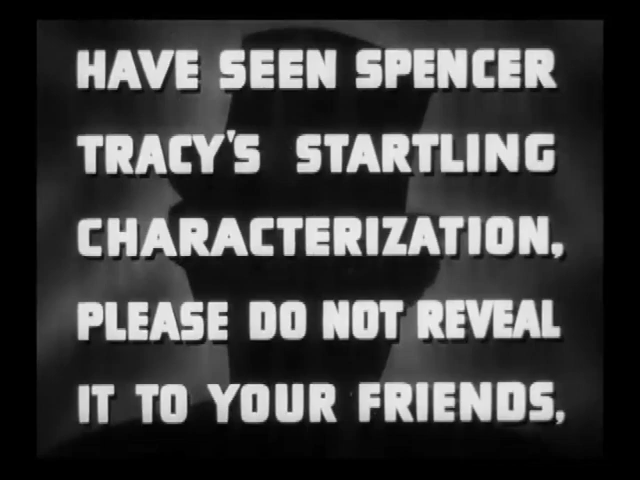 HAVE SEEN SPENCER
TRACY'S STARTLING
CHARACTERIZATION,
PLEASE DO NOT REVEAL
IT TO YOUR FRIENDS,